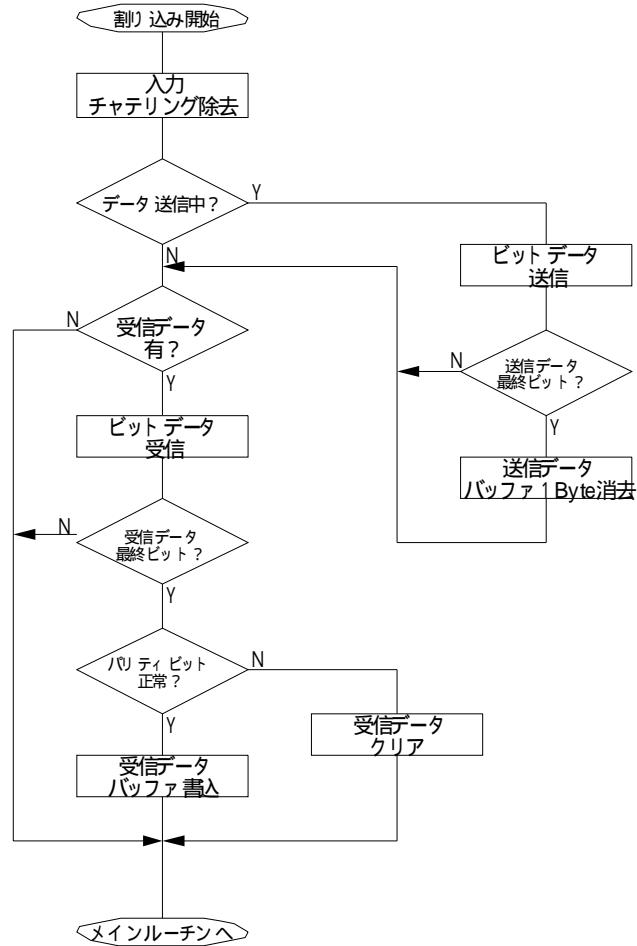 割り込み開始
入力
チャテリング除去
データ送信中？
Y
N
ビットデータ
送信
受信データ
有？
N
Y
送信データ
最終ビット？
N
Y
ビットデータ
受信
送信データ
バッファ1Byte消去
受信データ
最終ビット？
N
Y
パリティビット
正常？
N
Y
受信データ
クリア
受信データ
バッファ書込
メインルーチンへ